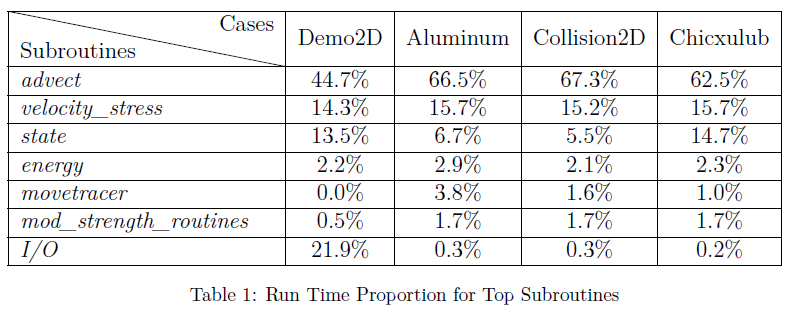 Cases
Subroutines Demo2D Aluminum Collision2D Chicxulub
advect 44.7% 66.5% 67.3% 62.5%
velocity_stress 14.3% 15.7% 15.2% 15.7%
state 13.5% 6.7% 5.5% 14.7%
energy 2.2% 2.9% 2.1% 2.3%
movetracer 0.0% 3.8% 1.6% 1.0%
mod_strength_routines 0.5% 1.7% 1.7% 1.7%
I/O 21.9% 0.3% 0.3% 0.2%
Table 1: Run Time Proportion for Top Subroutines